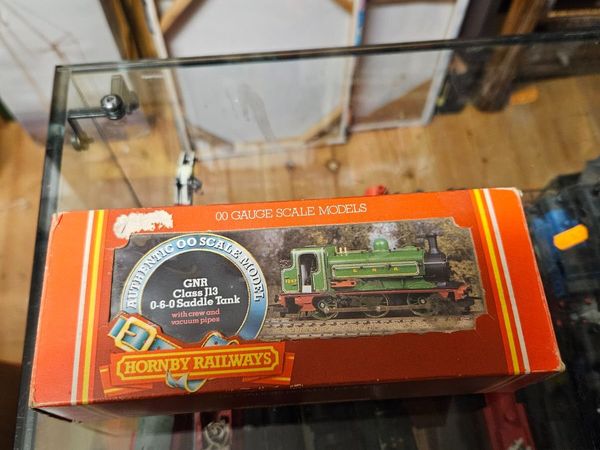 00 GAUGE SCALE MODELS
AUTHENTIC 00 SCALE MODEL
GNR
Class J13
0-6-0 Saddle Tank
with crew and
vacuum pipes
G N R
HORNBY RAILWAYS